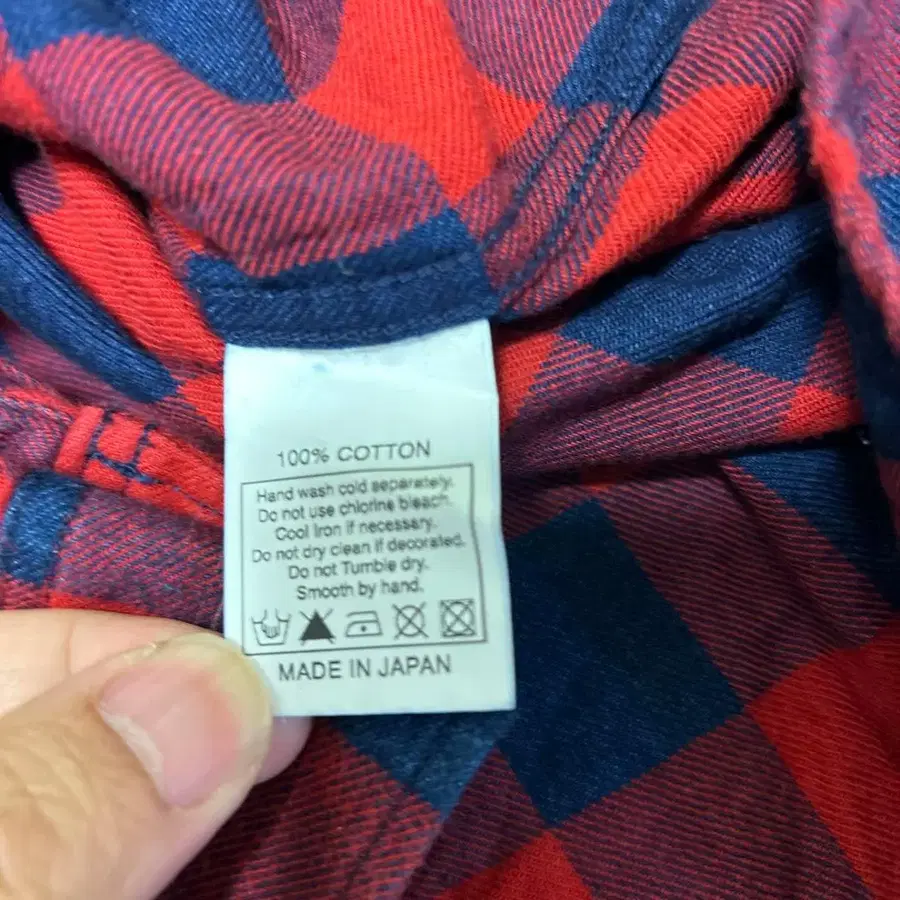 100% COTTON
Hand wash cold separately.
Do not use chlorine bleach.
Cool Iron if necessary.
Do not dry clean if decorated.
Do not Tumble dry.
Smooth by hand.
MADE IN JAPAN